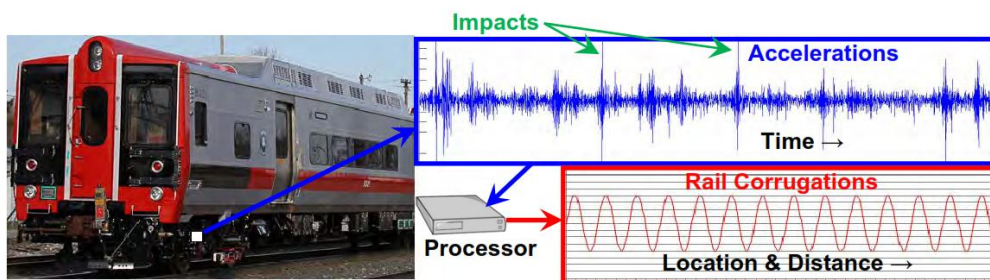 Impacts
Accelerations
Time →
Processor
Rail Corrugations
Location & Distance →